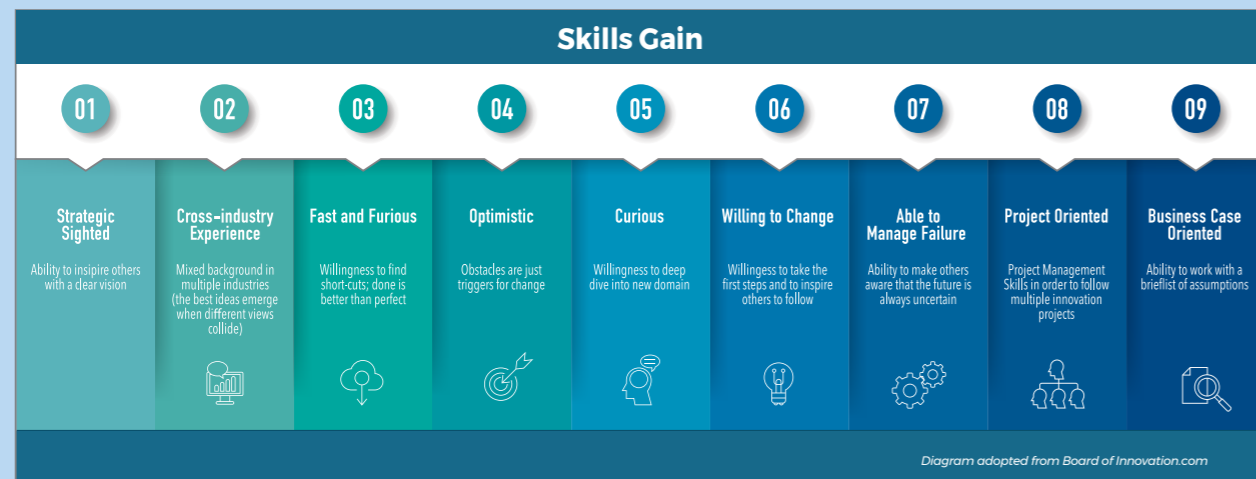 Skills Gain
01
02
03
04
05
06
07
08
09
Strategic
Sighted
Ability to insipire others
with a clear vision
Cross-industry
Experience
Mixed background in
multiple industries
(the best ideas emerge
when different views
collide)
Fast and Furious
Willingness to find
short-cuts; done is
better than perfect
Optimistic
Obstacles are just
triggers for change
Curious
Willingness to deep
dive into new domain
Willing to Change
Willingess to take the
first steps and to inspire
others to follow
Able to
Manage Failure
Ability to make others
aware that the future is
always uncertain
Project Oriented
Project Management
Skills in order to follow
multiple innovation
projects
Business Case
Oriented
Ability to work with a
brieflist of assumptions
Diagram adopted from Board of Innovation.com